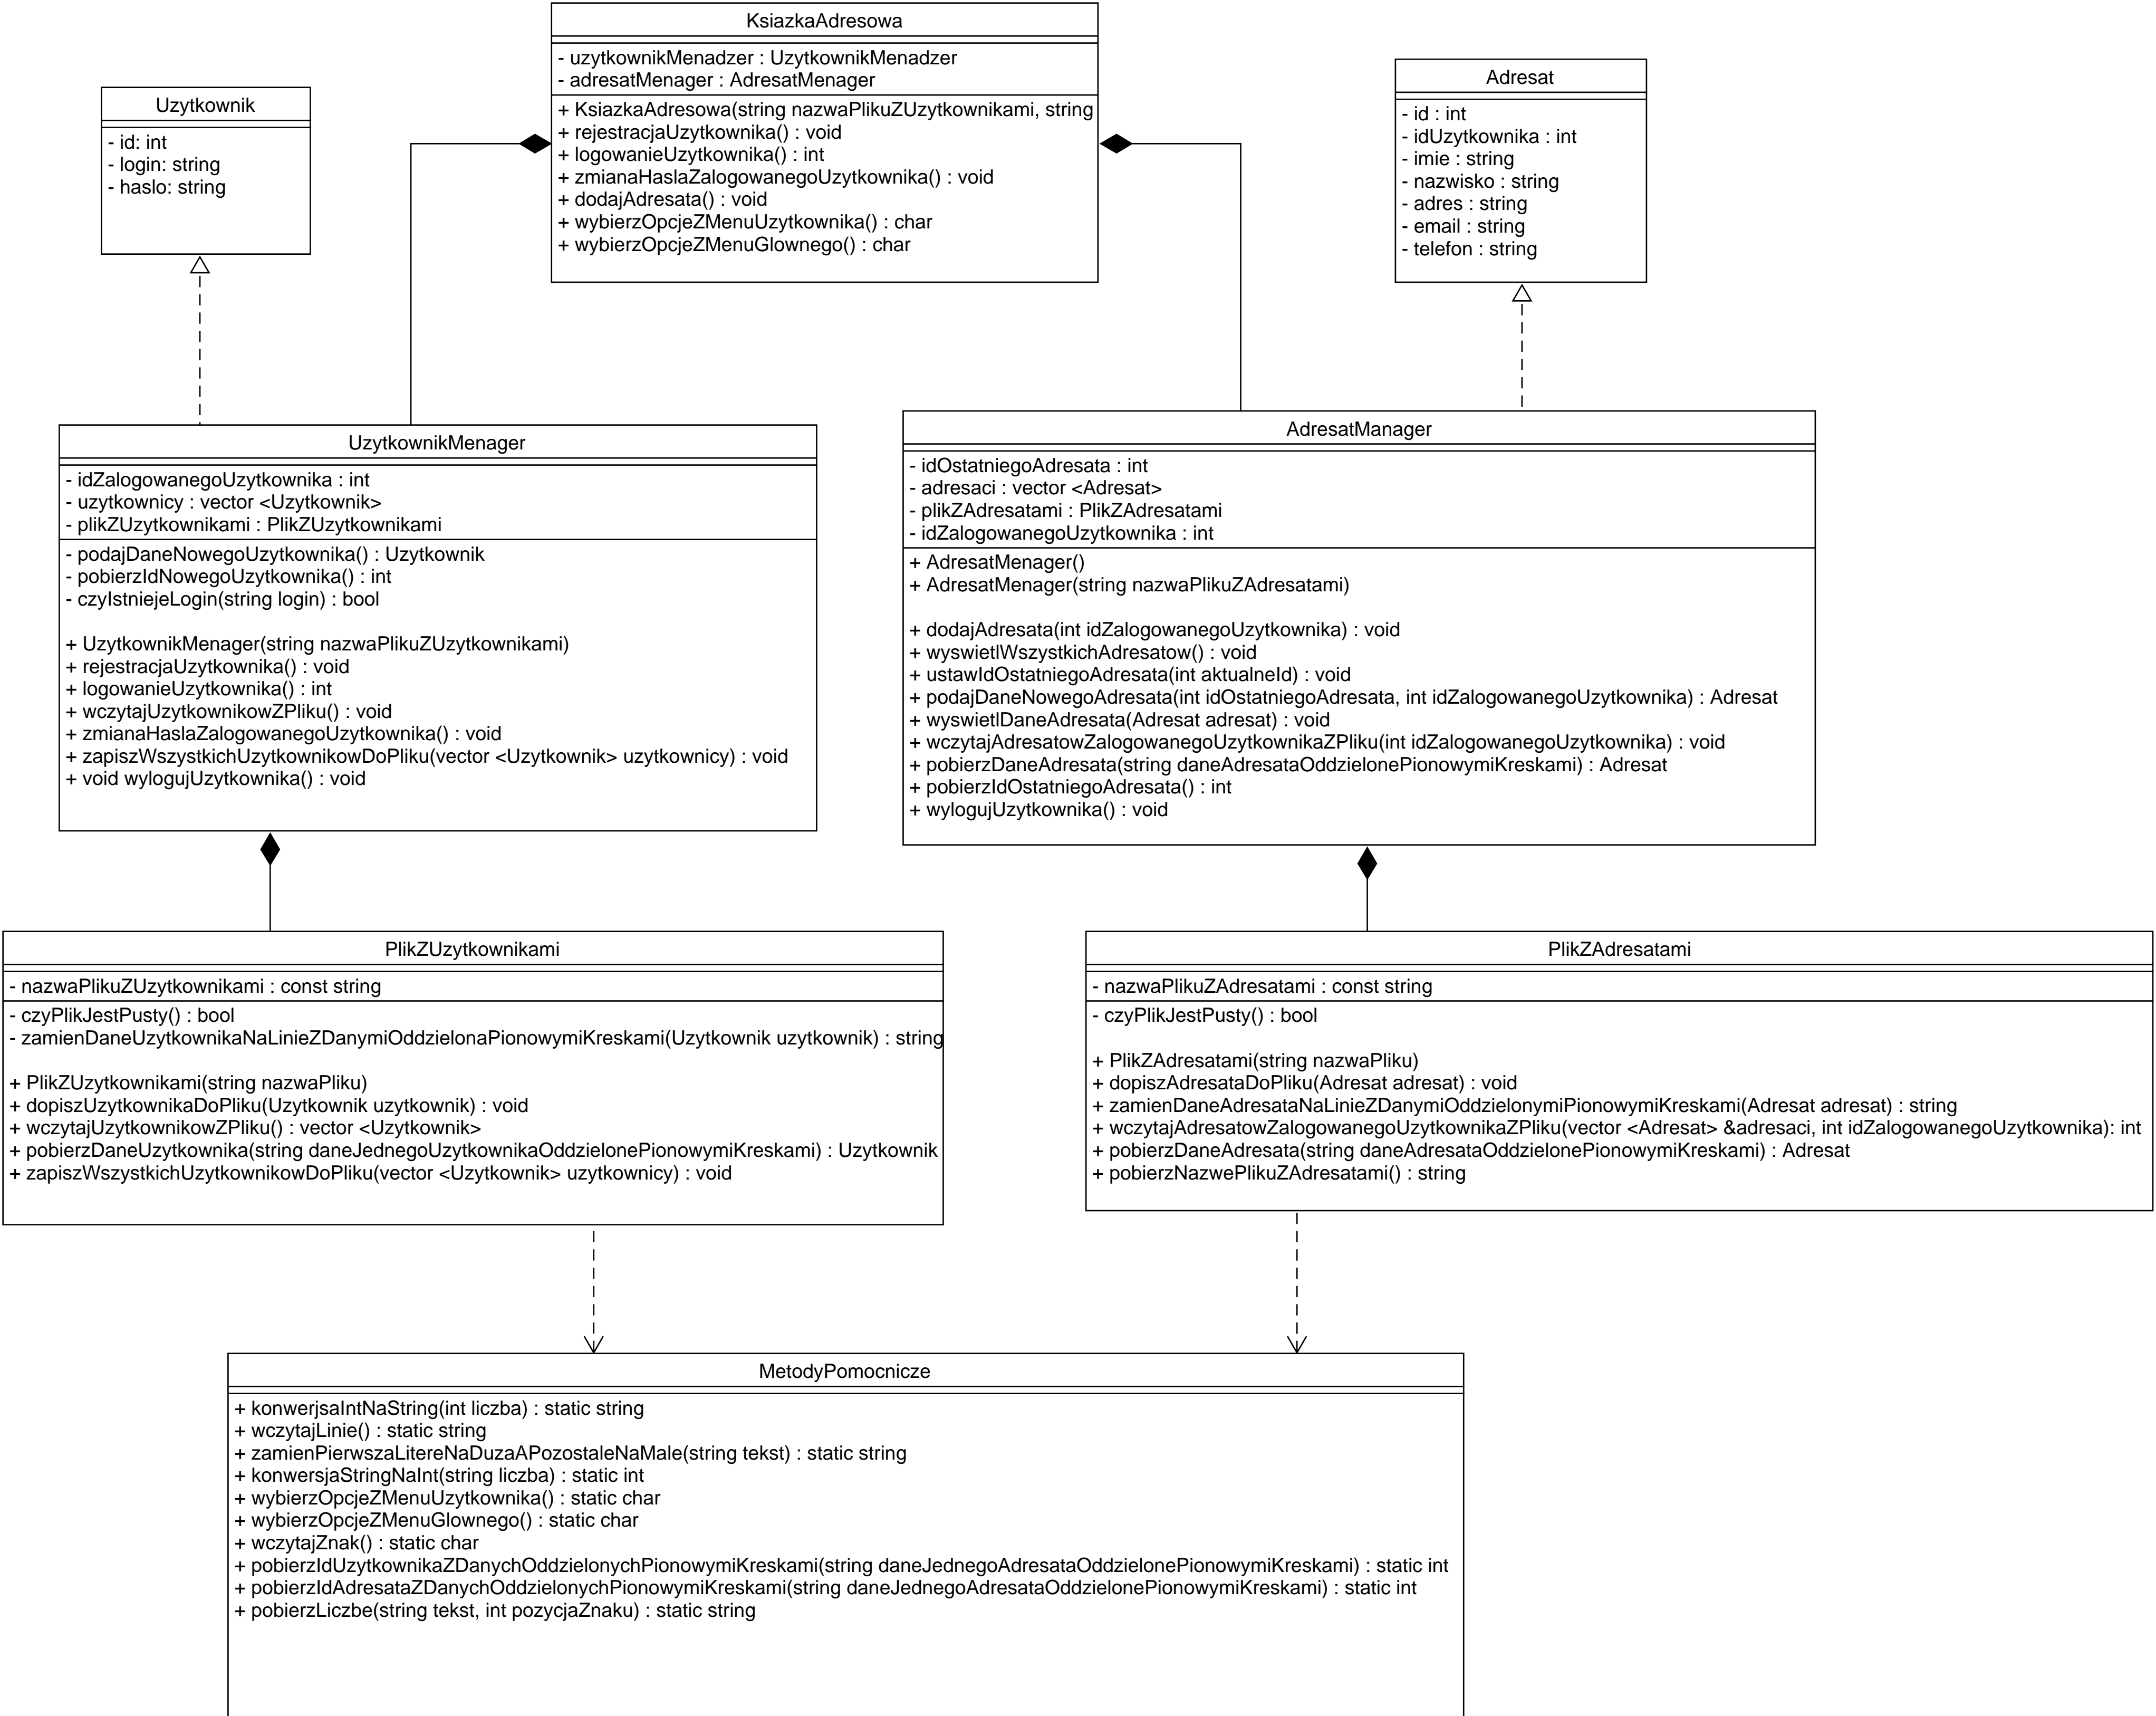 KsiazkaAdresowa
- uzytkownikMenadzer : UzytkownikMenadzer
- adresatMenager : AdresatMenager
+ KsiazkaAdresowa(string nazwaPlikuZUzytkownikami, string
+ rejestracjaUzytkownika() : void
+ logowanieUzytkownika() : int
+ zmianaHaslaZalogowanegoUzytkownika() : void
+ dodajAdresata() : void
+ wybierzOpcjeZMenuUzytkownika() : char
+ wybierzOpcjeZMenuGlownego() : char
Uzytkownik
- id: int
- login: string
- haslo: string
Adresat
- id : int
- idUzytkownika : int
- imie : string
- nazwisko : string
- adres : string
- email : string
- telefon : string
UzytkownikMenager
- idZalogowanegoUzytkownika : int
- uzytkownicy : vector <Uzytkownik>
- plikZUzytkownikami : PlikZUzytkownikami
- podajDaneNowegoUzytkownika() : Uzytkownik
- pobierzIdNowegoUzytkownika() : int
- czyIstniejeLogin(string login) : bool
+ UzytkownikMenager(string nazwaPlikuZUzytkownikami)
+ rejestracjaUzytkownika() : void
+ logowanieUzytkownika() : int
+ wczytajUzytkownikowZPliku() : void
+ zmianaHaslaZalogowanegoUzytkownika() : void
+ zapiszWszystkichUzytkownikowDoPliku(vector <Uzytkownik> uzytkownicy) : void
+ void wylogujUzytkownika() : void
AdresatManager
- idOstatniegoAdresata : int
- adresaci : vector <Adresat>
- plikZAdresatami : PlikZAdresatami
- idZalogowanegoUzytkownika : int
+ AdresatMenager()
+ AdresatMenager(string nazwaPlikuZAdresatami)
+ dodajAdresata(int idZalogowanegoUzytkownika) : void
+ wyswietlWszystkichAdresatow() : void
+ ustawIdOstatniegoAdresata(int aktualneId) : void
+ podajDaneNowegoAdresata(int idOstatniegoAdresata, int idZalogowanegoUzytkownika) : Adresat
+ wyswietlDaneAdresata(Adresat adresat) : void
+ wczytajAdresatowZalogowanegoUzytkownikaZPliku(int idZalogowanegoUzytkownika) : void
+ pobierzDaneAdresata(string daneAdresataOddzielonePionowymiKreskami) : Adresat
+ pobierzIdOstatniegoAdresata() : int
+ wylogujUzytkownika() : void
PlikZUzytkownikami
- nazwaPlikuZUzytkownikami : const string
- czyPlikJestPusty() : bool
- zamienDaneUzytkownikaNaLinieZDanymiOddzielonaPionowymiKreskami(Uzytkownik uzytkownik) : string
+ PlikZUzytkownikami(string nazwaPliku)
+ dopiszUzytkownikaDoPliku(Uzytkownik uzytkownik) : void
+ wczytajUzytkownikowZPliku() : vector <Uzytkownik>
+ pobierzDaneUzytkownika(string daneJednegoUzytkownikaOddzielonePionowymiKreskami) : Uzytkownik
+ zapiszWszystkichUzytkownikowDoPliku(vector <Uzytkownik> uzytkownicy) : void
PlikZAdresatami
- nazwaPlikuZAdresatami : const string
- czyPlikJestPusty() : bool
+ PlikZAdresatami(string nazwaPliku)
+ dopiszAdresataDoPliku(Adresat adresat) : void
+ zamienDaneAdresataNaLinieZDanymiOddzielonymiPionowymiKreskami(Adresat adresat) : string
+ wczytajAdresatowZalogowanegoUzytkownikaZPliku(vector <Adresat> &adresaci, int idZalogowanegoUzytkownika): int
+ pobierzDaneAdresata(string daneAdresataOddzielonePionowymiKreskami) : Adresat
+ pobierzNazwePlikuZAdresatami() : string
MetodyPomocnicze
+ konwerjsaIntNaString(int liczba) : static string
+ wczytajLinie() : static string
+ zamienPierwszaLitereNaDuzaAPozostaleNaMale(string tekst) : static string
+ konwersjaStringNaInt(string liczba) : static int
+ wybierzOpcjeZMenuUzytkownika() : static char
+ wybierzOpcjeZMenuGlownego() : static char
+ wczytajZnak() : static char
+ pobierzIdUzytkownikaZDanychOddzielonychPionowymiKreskami(string daneJednegoAdresataOddzielonePionowymiKreskami) : static int
+ pobierzIdAdresataZDanychOddzielonychPionowymiKreskami(string daneJednegoAdresataOddzielonePionowymiKreskami) : static int
+ pobierzLiczbe(string tekst, int pozycjaZnaku) : static string